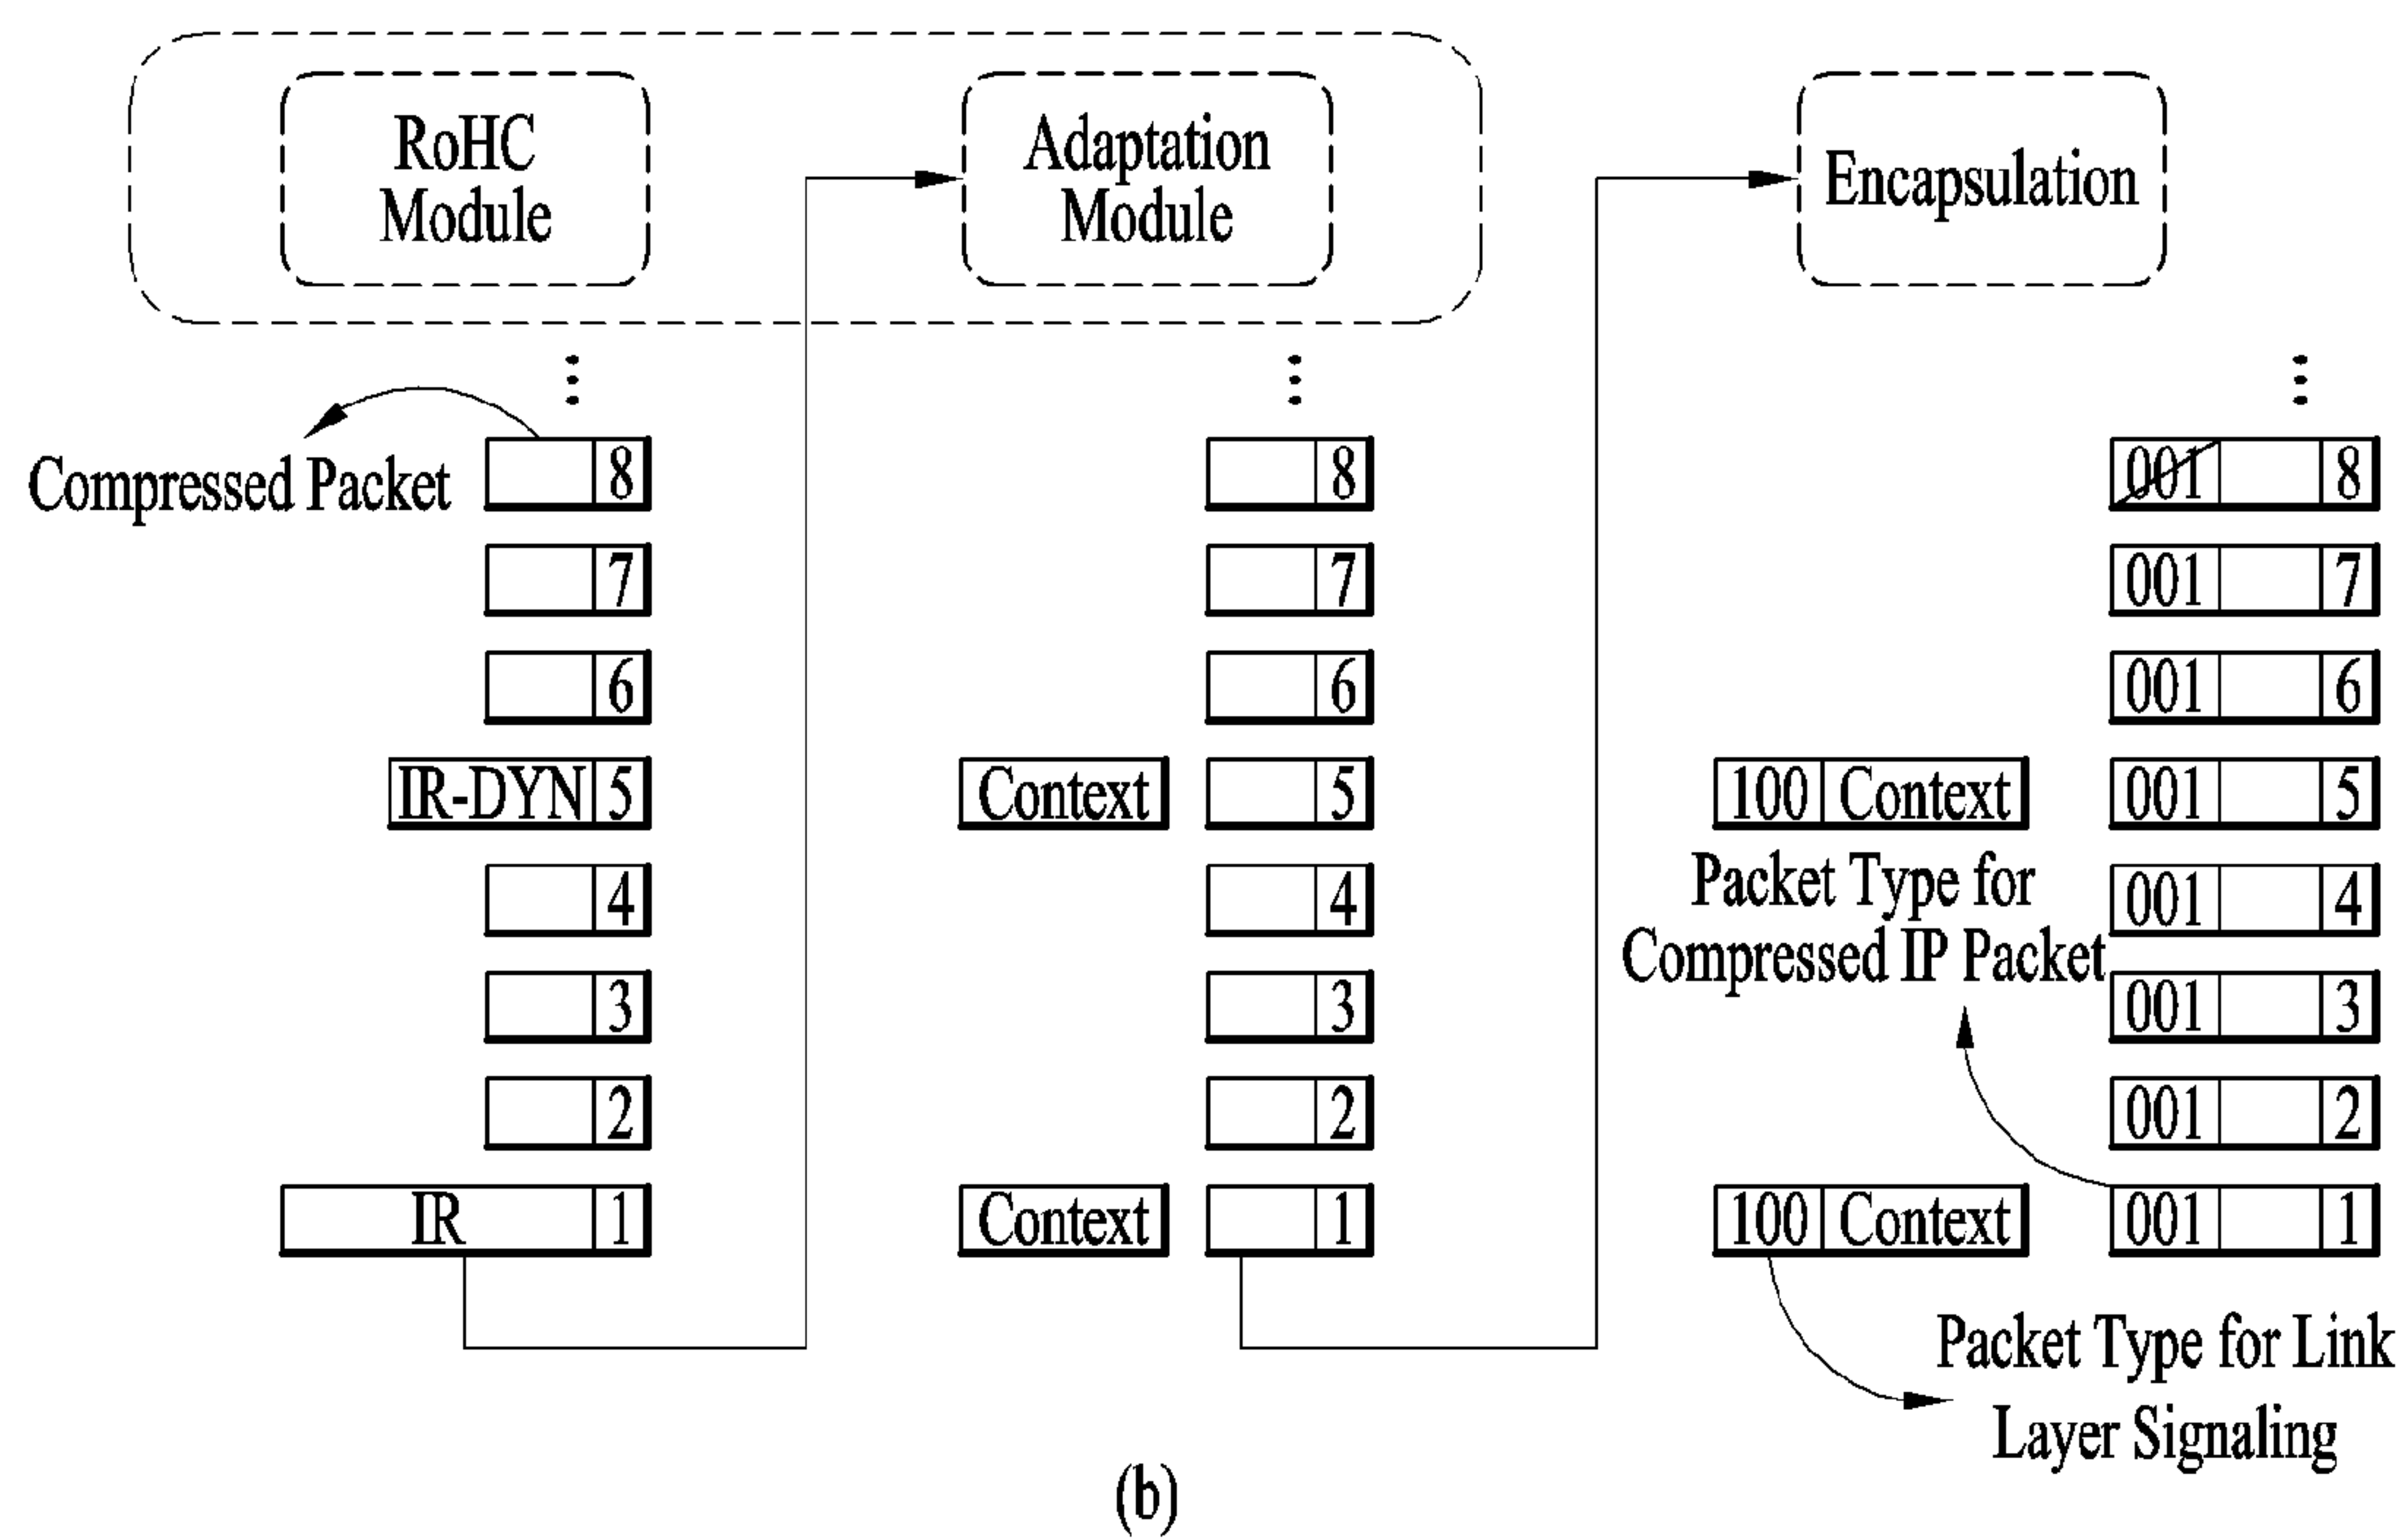 RoHC
Module
Adaptation
Module
Encapsulation
Compressed Packet
8
8
001 8
7
7
001 7
6
6
001 6
IR-DYN 5
Context 5
100 Context 001 5
4
4
001 4
Packet Type for
Compressed IP Packet
3
3
001 3
2
2
001 2
IR 1
Context 1
100 Context 001 1
Packet Type for Link
Layer Signaling
(b)